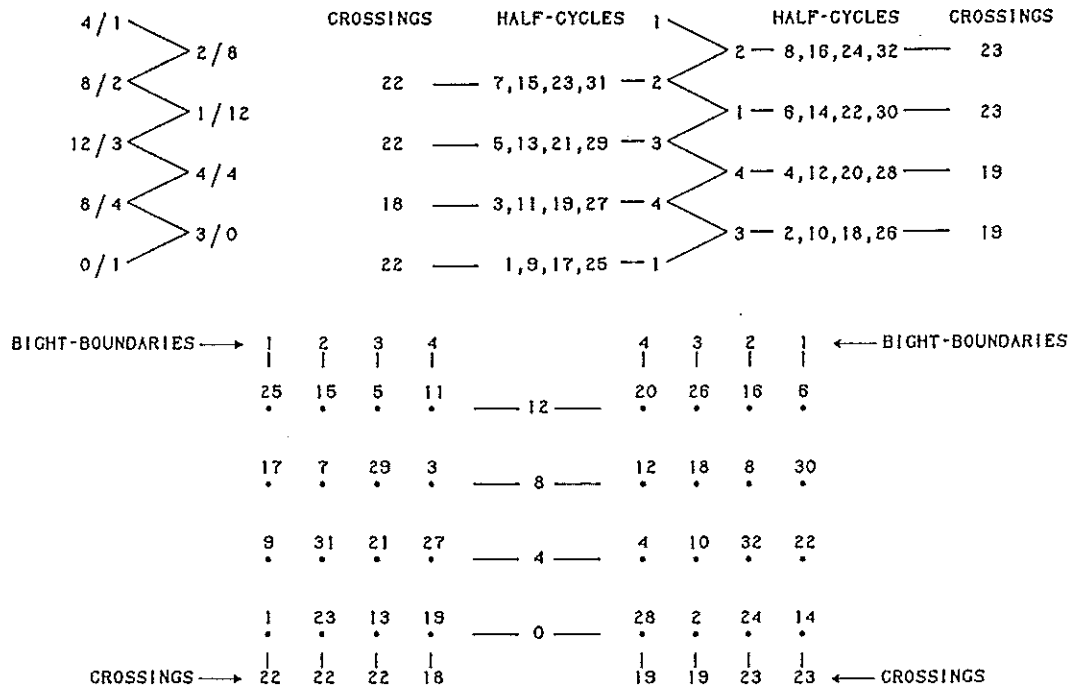 4/1 CROSSINGS HALF-CYCLES 1 HALF-CYCLES CROSSINGS
2/8 2 — 8,16,24,32 — 23
8/2 22 — 7,15,23,31 — 2
1/12 1 — 6,14,22,30 — 23
12/3 22 — 5,13,21,29 — 3
4/4 4 — 4,12,20,28 — 19
8/4 18 — 3,11,19,27 — 4
3/0 3 — 2,10,18,26 — 19
0/1 22 — 1,9,17,25 — 1
BIGHT-BOUNDARIES → 1 2 3 4 4 3 2 1 ← BIGHT-BOUNDARIES
25 15 5 11 20 26 16 6
— 12 —
17 7 29 3 12 18 8 30
— 8 —
9 31 21 27 4 10 32 22
— 4 —
1 23 13 19 28 2 24 14
— 0 —
CROSSINGS → 22 22 22 18 19 19 23 23 ← CROSSINGS